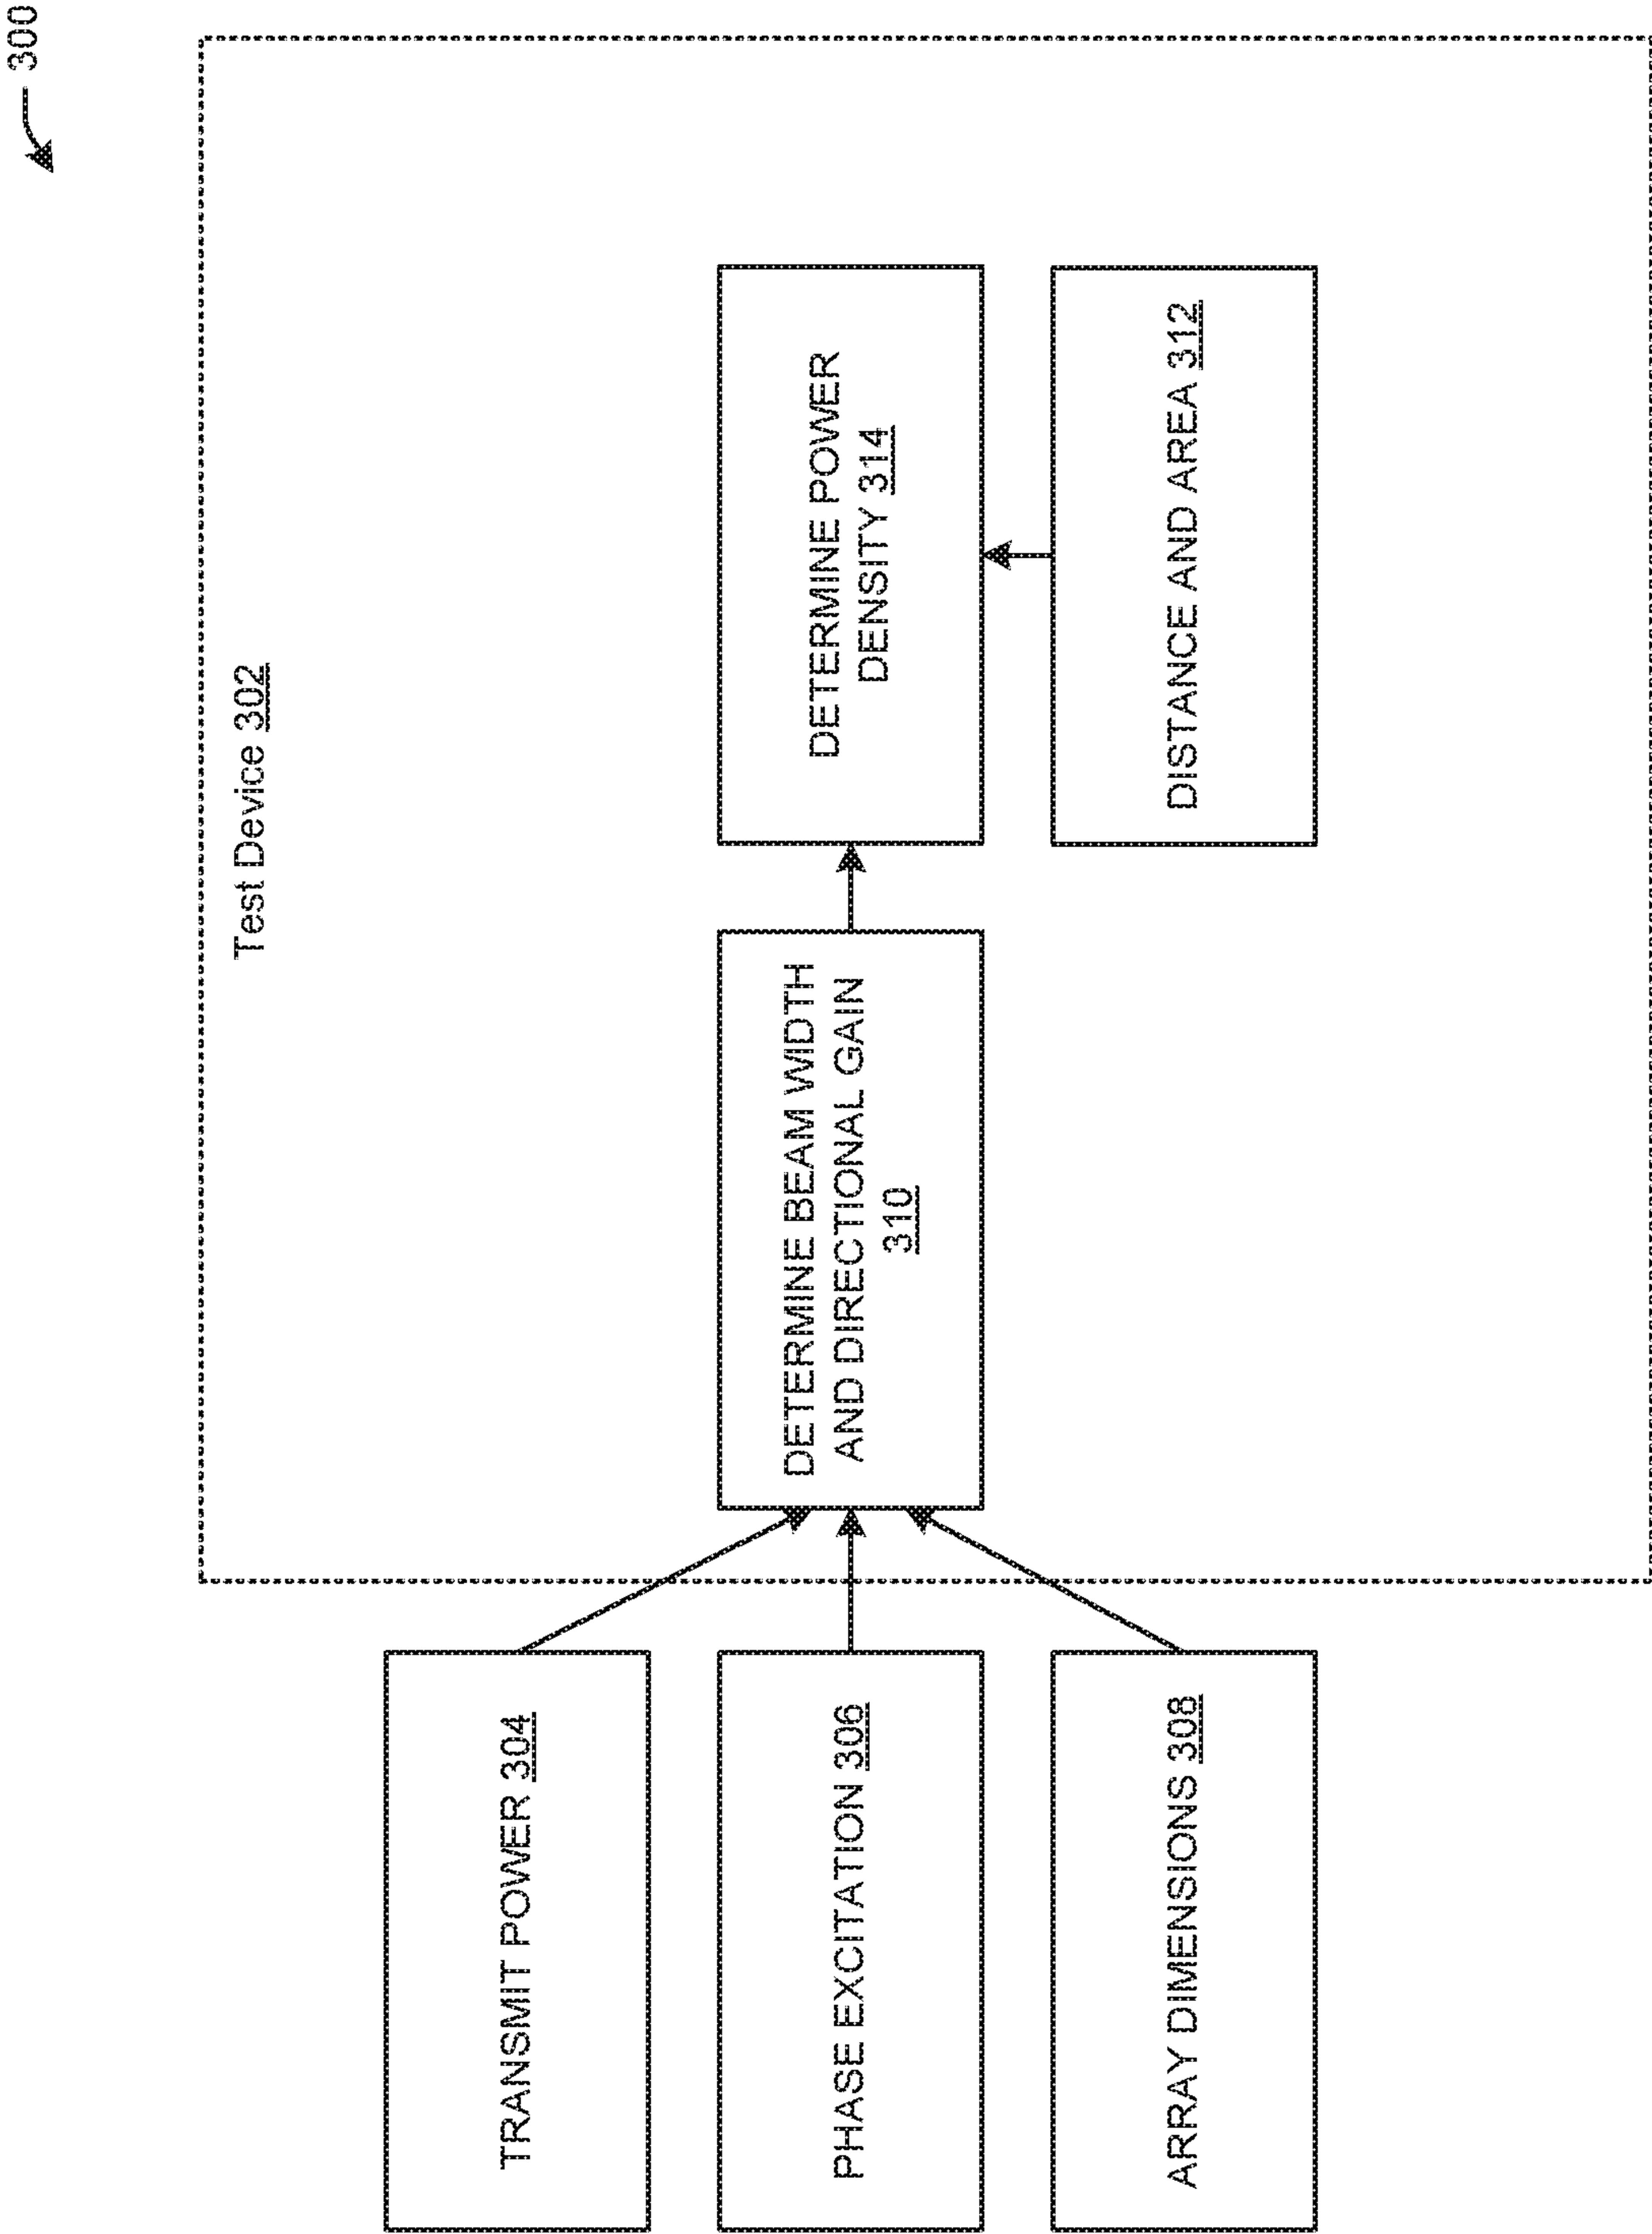 300
Test Device 302
TRANSMIT POWER 304
PHASE EXCITATION 306
ARRAY DIMENSIONS 308
DETERMINE BEAM WIDTH
AND DIRECTIONAL GAIN
310
DETERMINE POWER
DENSITY 314
DISTANCE AND AREA 312